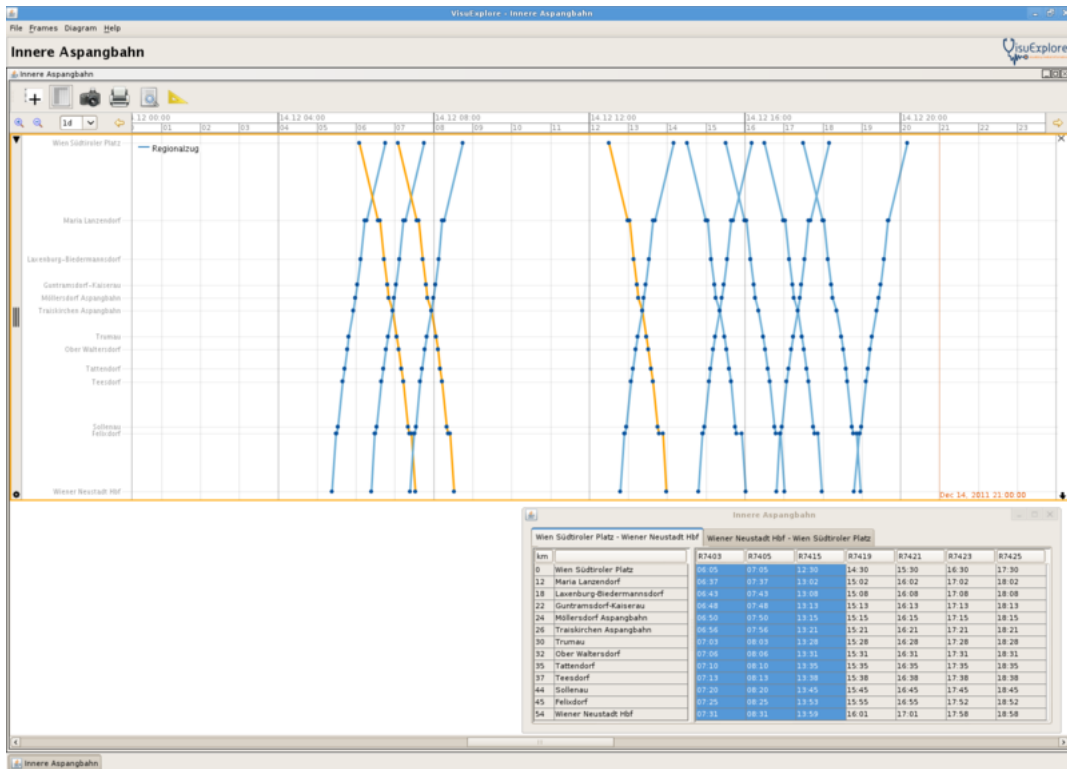 VisuExplore - Innere Aspangbahn
File Frames Diagram Help
Innere Aspangbahn
VisuExplore
Innere Aspangbahn
1d
.12 00:00 14.12 04:00 14.12 08:00 14.12 12:00 14.12 16:00 14.12 20:00
01 02 03 04 05 06 07 08 09 10 11 12 13 14 15 16 17 18 19 20 21 22 23
Wien Südtiroler Platz
Regionalzug
Maria Lanzendorf
Laxenburg-Biedermannsdorf
Guntramsdorf-Kaiserau
Möllersdorf Aspangbahn
Traiskirchen Aspangbahn
Trumau
Ober Waltersdorf
Tattendorf
Teesdorf
Sollenau
Felixdorf
Wiener Neustadt Hbf
Dec 14, 2011 21:00:00
Innere Aspangbahn
Wien Südtiroler Platz - Wiener Neustadt Hbf Wiener Neustadt Hbf - Wien Südtiroler Platz
km R7403 R7405 R7415 R7419 R7421 R7423 R7425
0 Wien Südtiroler Platz 06:05 07:05 12:30 14:30 15:30 16:30 17:30
12 Maria Lanzendorf 06:37 07:37 13:02 15:02 16:02 17:02 18:02
18 Laxenburg-Biedermannsdorf 06:43 07:43 13:08 15:08 16:08 17:08 18:08
22 Guntramsdorf-Kaiserau 06:48 07:48 13:13 15:13 16:13 17:13 18:13
24 Möllersdorf Aspangbahn 06:50 07:50 13:15 15:15 16:15 17:15 18:15
26 Traiskirchen Aspangbahn 06:56 07:56 13:21 15:21 16:21 17:21 18:21
30 Trumau 07:03 08:03 13:28 15:28 16:28 17:28 18:28
32 Ober Waltersdorf 07:06 08:06 13:31 15:31 16:31 17:31 18:31
35 Tattendorf 07:10 08:10 13:35 15:35 16:35 17:35 18:35
37 Teesdorf 07:13 08:13 13:38 15:38 16:38 17:38 18:38
44 Sollenau 07:20 08:20 13:45 15:45 16:45 17:45 18:45
45 Felixdorf 07:25 08:25 13:53 15:55 16:55 17:52 18:52
54 Wiener Neustadt Hbf 07:31 08:31 13:59 16:01 17:01 17:58 18:58
Innere Aspangbahn